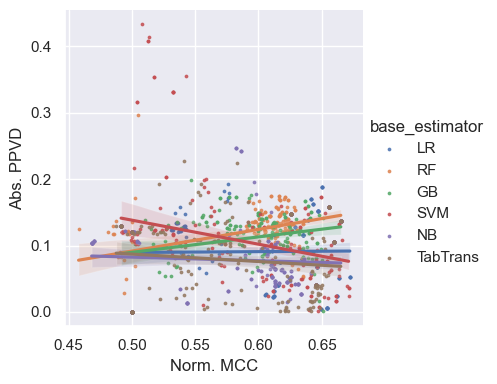 0.4
0.3
0.2
0.1
0.0
Abs. PPVD
0.45
0.50
0.55
0.60
0.65
Norm. MCC
base_estimator
LR
RF
GB
SVM
NB
TabTrans